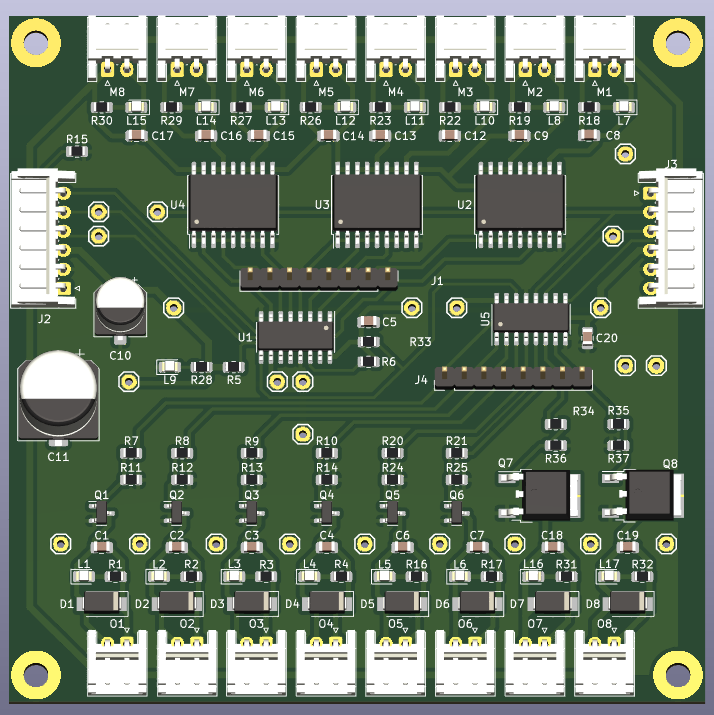 M8 M7 M6 M5 M4 M3 M2 M1
R30 L15 R29 L14 R27 L13 R26 L12 R23 L11 R22 L10 R19 L8 R18 L7
C17 C16 C15 C14 C13 C12 C9 C8
R15
J3
U4 U3 U2
J2
J1
C10 U1 C5 U5
R33 C20
R6
L9 R28 R5 J4
C11
R34 R35
R7 R8 R9 R10 R20 R21
R36 R37
R11 R12 R13 R14 R24 R25
Q7 Q8
Q1 Q2 Q3 Q4 Q5 Q6
C1 C2 C3 C4 C6 C7 C18 C19
L1 R1 L2 R2 L3 R3 L4 R4 L5 R16 L6 R17 L16 R31 L17 R32
D1 D2 D3 D4 D5 D6 D7 D8
O1 O2 O3 O4 O5 O6 O7 O8